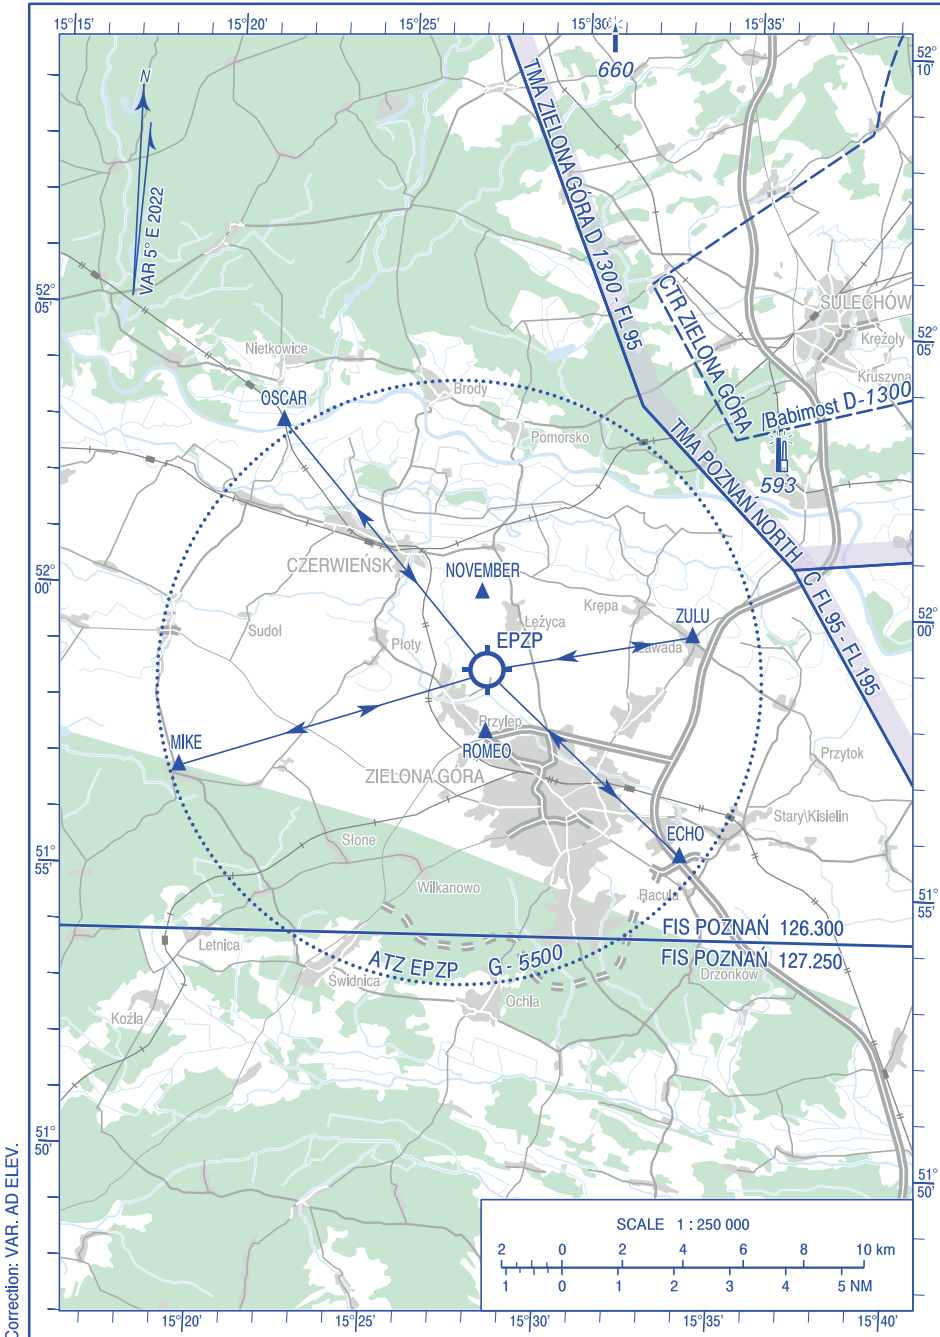 15°15' 15°20' 15°25' 15°30' 15°35'
52° 10'
660
N
VAR 5° E 2022
TMA ZIELONA GÓRA D 1300 - FL 95
52° 05'
CTR ZIELONA GÓRA
SULECHÓW
52° 05'
Krężoły
Nietkowice
Kruszyna
OSCAR
Brody
/Babimost D-1300
Pomorsko
TMA POZNAŃ NORTH C FL 95 - FL 195
593
CZERWIEŃSK
52° 00'
NOVEMBER
Krępa
ZULU
Łężyca
52° 00'
Sudoł
Płoty
EPZP
Zawada
MIKE
Przylep
ROMEO
Przytok
ZIELONA GÓRA
Stary\Kisielin
ECHO
Słone
51° 55'
Wilkanowo
Racula
51° 55'
FIS POZNAŃ 126.300
Letnica
ATZ EPZP G - 5500
FIS POZNAŃ 127.250
Świdnica
Drzonków
Ochla
Koźla
51° 50'
51° 50'
Correction: VAR. AD ELEV.
SCALE 1 : 250 000
2 0 2 4 6 8 10 km
1 0 1 2 3 4 5 NM
15°20' 15°25' 15°30' 15°35' 15°40'